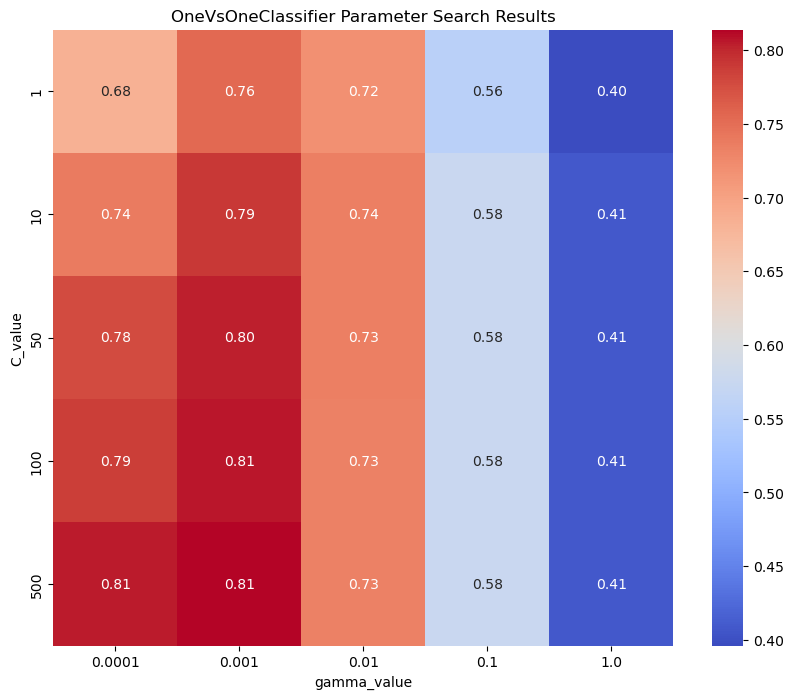 OneVsOneClassifier Parameter Search Results
C_value
1
0.68 0.76 0.72 0.56 0.40
10
0.74 0.79 0.74 0.58 0.41
50
0.78 0.80 0.73 0.58 0.41
100
0.79 0.81 0.73 0.58 0.41
500
0.81 0.81 0.73 0.58 0.41
0.0001 0.001 0.01 0.1 1.0
gamma_value
0.80
0.75
0.70
0.65
0.60
0.55
0.50
0.45
0.40